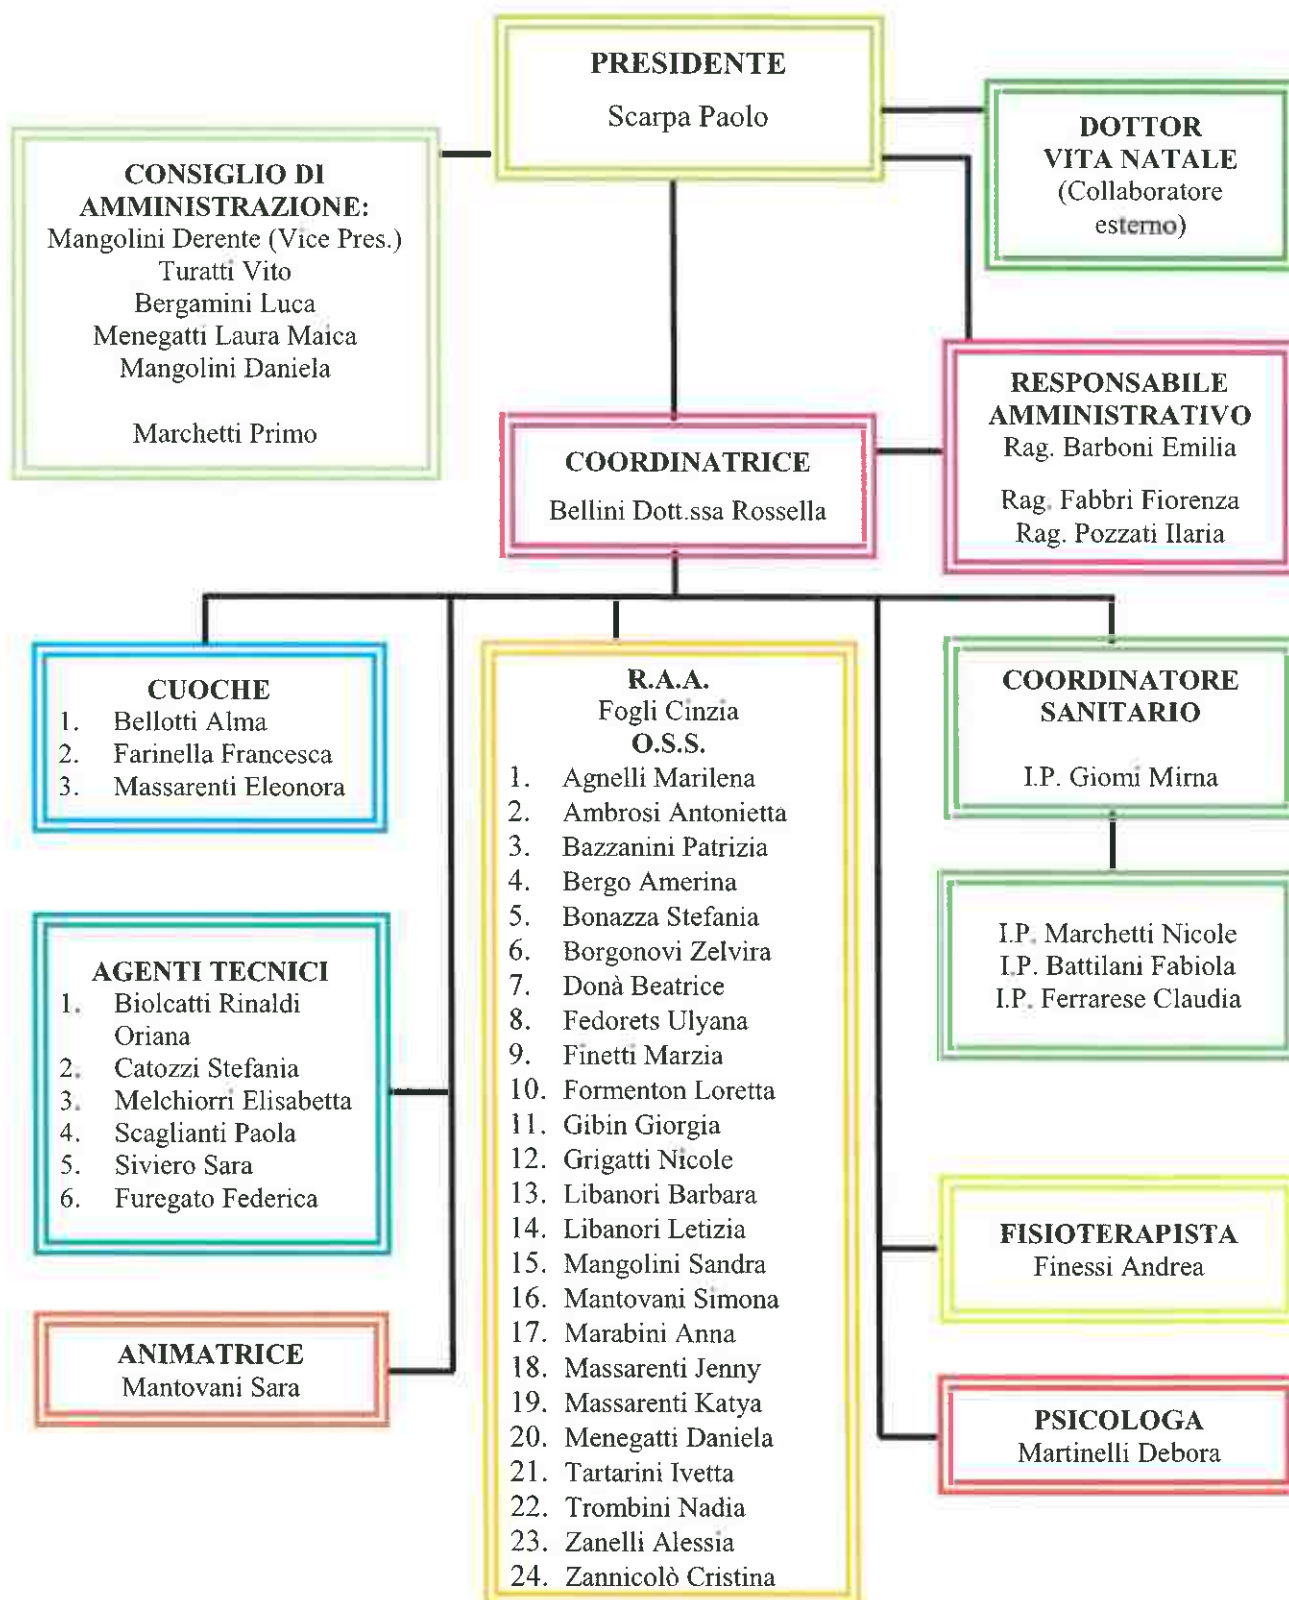 PRESIDENTE
Scarpa Paolo
DOTTOR
VITA NATALE
(Collaboratore
esterno)
CONSIGLIO DI
AMMINISTRAZIONE:
Mangolini Derente (Vice Pres.)
Turatti Vito
Bergamini Luca
Menegatti Laura Maica
Mangolini Daniela
Marchetti Primo
RESPONSABILE
AMMINISTRATIVO
Rag. Barboni Emilia
Rag. Fabbri Fiorenza
Rag. Pozzati Ilaria
COORDINATRICE
Bellini Dott.ssa Rossella
CUOCHE
1. Bellotti Alma
2. Farinella Francesca
3. Massarenti Eleonora
AGENTI TECNICI
1. Biolcatti Rinaldi
Oriana
2. Catozzi Stefania
3. Melchiorri Elisabetta
4. Scaglianti Paola
5. Siviero Sara
6. Furegato Federica
ANIMATRICE
Mantovani Sara
R.A.A.
Fogli Cinzia
O.S.S.
1. Agnelli Marilena
2. Ambrosi Antonietta
3. Bazzanini Patrizia
4. Bergo Amerina
5. Bonazza Stefania
6. Borgonovi Zelvira
7. Donà Beatrice
8. Fedorets Ulyana
9. Finetti Marzia
10. Formenton Loretta
11. Gibin Giorgia
12. Grigatti Nicole
13. Libanori Barbara
14. Libanori Letizia
15. Mangolini Sandra
16. Mantovani Simona
17. Marabini Anna
18. Massarenti Jenny
19. Massarenti Katya
20. Menegatti Daniela
21. Tartarini Ivetta
22. Trombini Nadia
23. Zanelli Alessia
24. Zannicolò Cristina
COORDINATORE
SANITARIO
I.P. Giomi Mirna
I.P. Marchetti Nicole
I.P. Battilani Fabiola
I.P. Ferrarese Claudia
FISIOTERAPISTA
Finessi Andrea
PSICOLOGA
Martinelli Debora